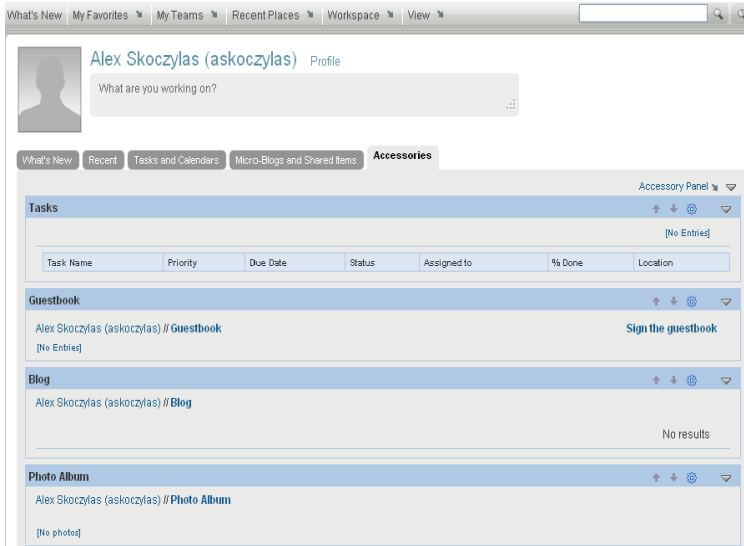 What's New My Favorites My Teams Recent Places Workspace View
Alex Skoczylas (askoczylas) Profile
What are you working on?
What's New Recent Tasks and Calendars Micro-Blogs and Shared Items Accessories
Accessory Panel
Tasks
[No Entries]
Task Name Priority Due Date Status Assigned to % Done Location
Guestbook
Alex Skoczylas (askoczylas) // Guestbook Sign the guestbook
[No Entries]
Blog
Alex Skoczylas (askoczylas) // Blog
No results
Photo Album
Alex Skoczylas (askoczylas) // Photo Album
[No photos]